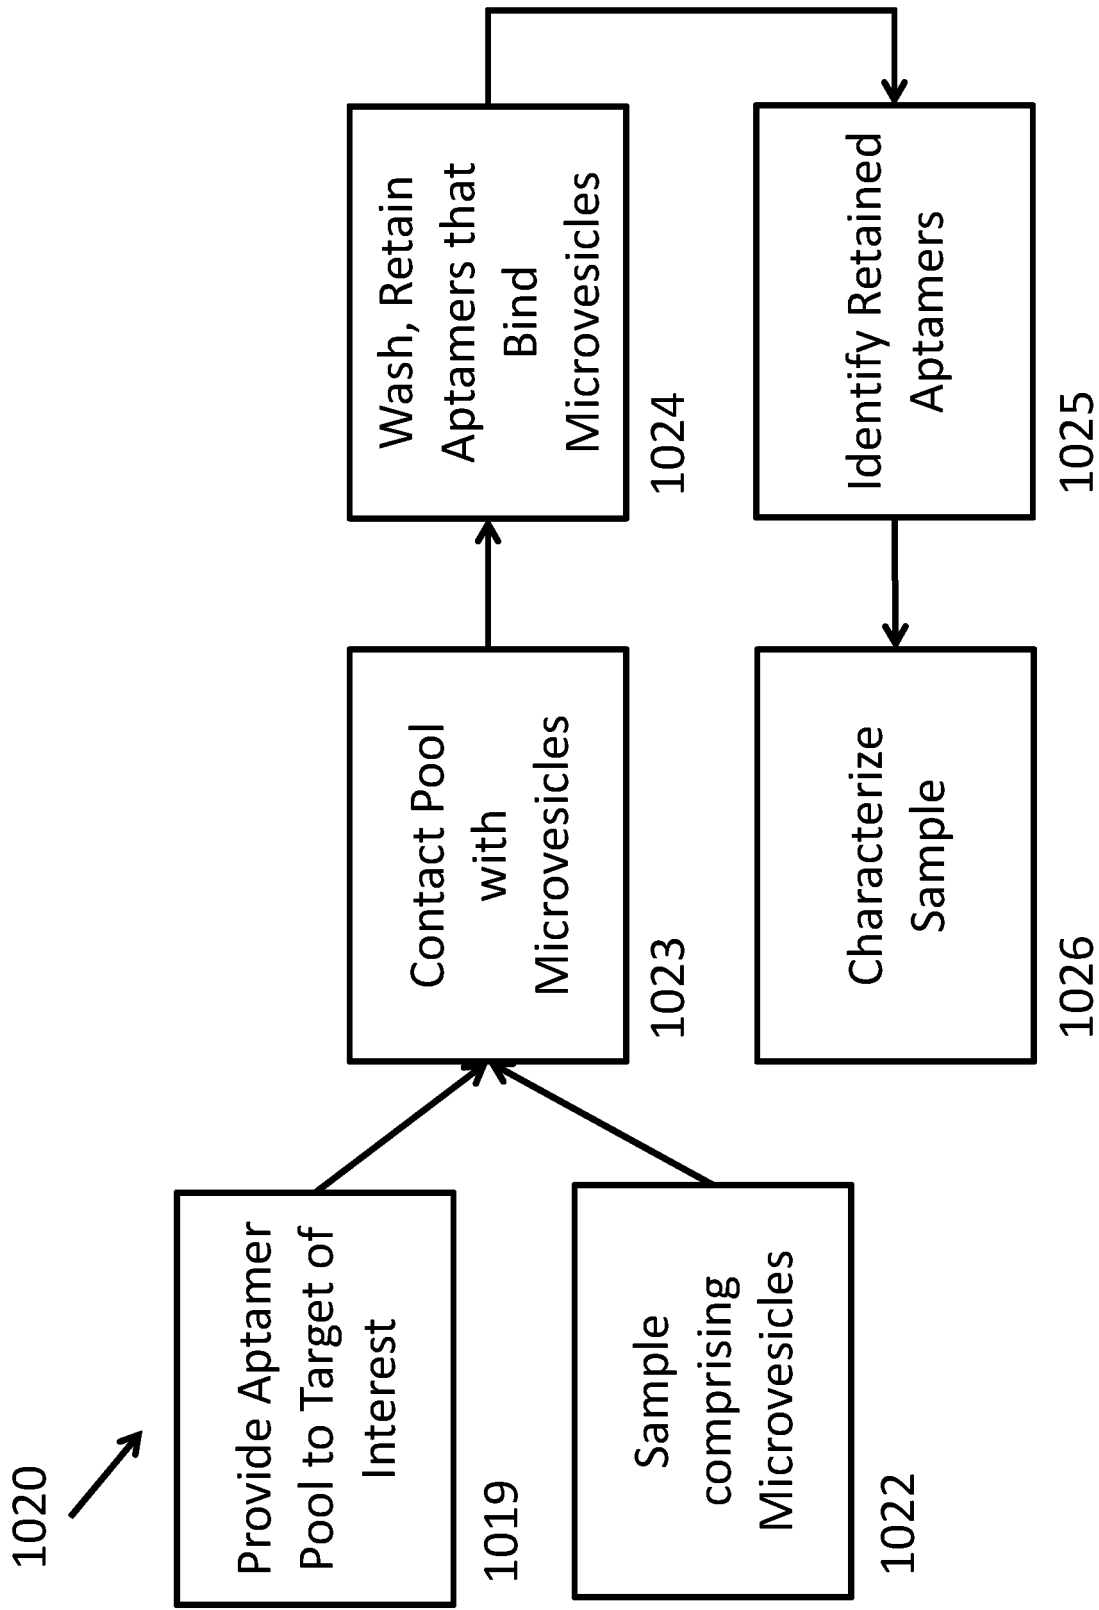 1020
Provide Aptamer
Pool to Target of
Interest
1019
Sample
comprising
Microvesicles
1022
Contact Pool
with
Microvesicles
1023
Wash, Retain
Aptamers that
Bind
Microvesicles
1024
Identify Retained
Aptamers
1025
Characterize
Sample
1026